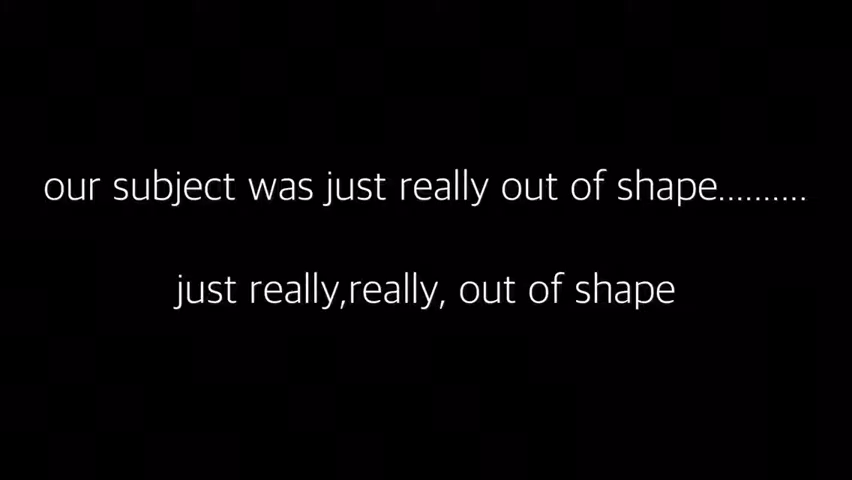 our subject was just really out of shape..........
just really,really, out of shape